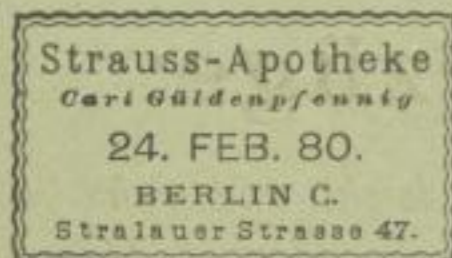 Strauss-Apotheke
Carl Güldenpfennig
24. FEB. 80.
BERLIN C.
Stralauer Strasse 47.